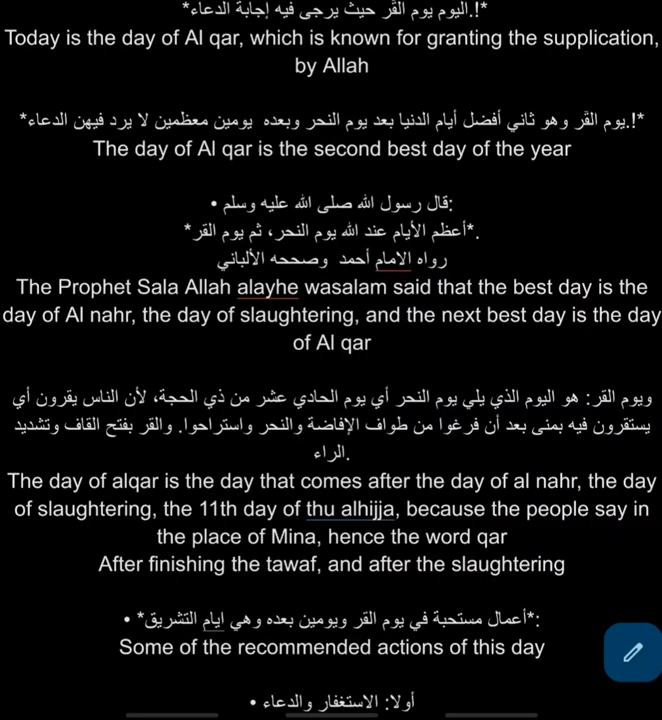 *اليوم يوم القَر حيث يرجى فيه إجابة الدعاء.!*
Today is the day of Al qar, which is known for granting the supplication,
by Allah
*يوم القَر وهو ثاني أفضل أيام الدنيا بعد يوم النحر وبعده يومين معظمين لا يرد فيهن الدعاء.!*
The day of Al qar is the second best day of the year
• قال رسول الله صلى الله عليه وسلم:
*أعظم الأيام عند الله يوم النحر، ثم يوم القر*.
رواه الامام أحمد وصححه الألباني
The Prophet Sala Allah alayhe wasalam said that the best day is the
day of Al nahr, the day of slaughtering, and the next best day is the day
of Al qar
ويوم القر: هو اليوم الذي يلي يوم النحر أي يوم الحادي عشر من ذي الحجة، لأن الناس يقرون أي
يستقرون فيه بمنى بعد أن فرغوا من طواف الإفاضة والنحر واستراحوا. والقر بفتح القاف وتشديد
الراء.
The day of alqar is the day that comes after the day of al nahr, the day
of slaughtering, the 11th day of thu alhijja, because the people say in
the place of Mina, hence the word qar
After finishing the tawaf, and after the slaughtering
• *أعمال مستحبة في يوم القر ويومين بعده وهي ايام التشريق*:
Some of the recommended actions of this day
• أولا: الاستغفار والدعاء